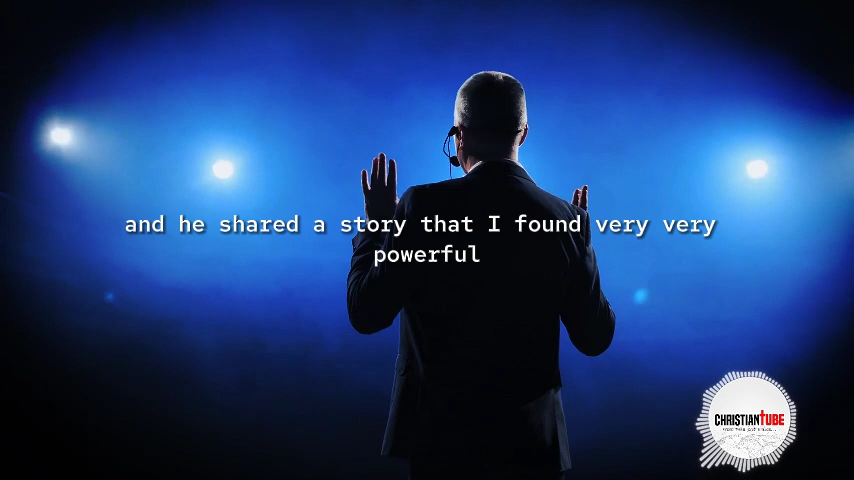 and he shared a story that I found very very
powerful
CHRISTIANTUBE